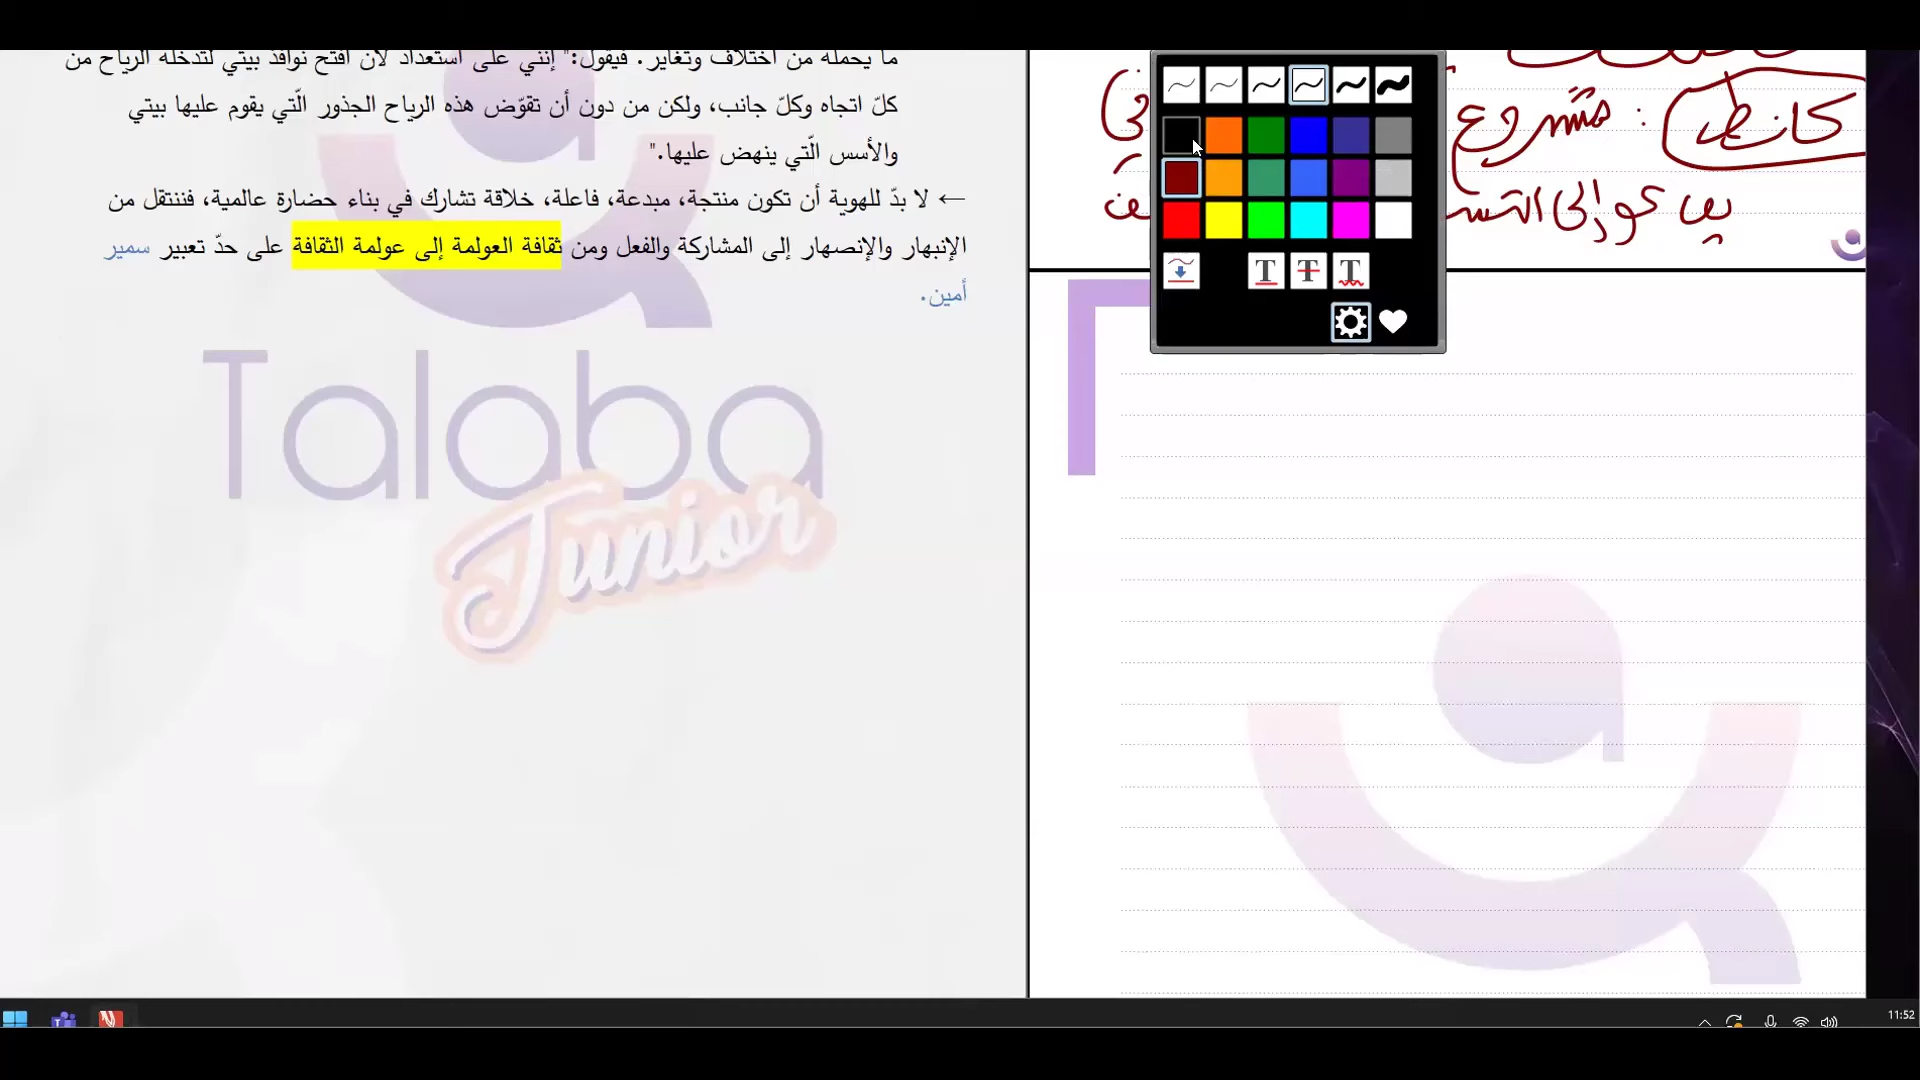 ما يحمله من اختلاف وتغاير. فيقول:" إنني على استعداد لأن أفتح نوافذ بيتي لتدخله الرياح من
كلّ اتجاه وكلّ جانب، ولكن من دون أن تقوّض هذه الرياح الجذور الّتي يقوم عليها بيتي
والأسس الّتي ينهض عليها."
← لا بدّ للهوية أن تكون منتجة، مبدعة، فاعلة، خلاقة تشارك في بناء حضارة عالمية، فننتقل من
الإنبهار والإنصهار إلى المشاركة والفعل ومن ثقافة العولمة إلى عولمة الثقافة على حدّ تعبير سمير
أمين.
Talaba
Junior
كانط : مشروع
T T T
11:52